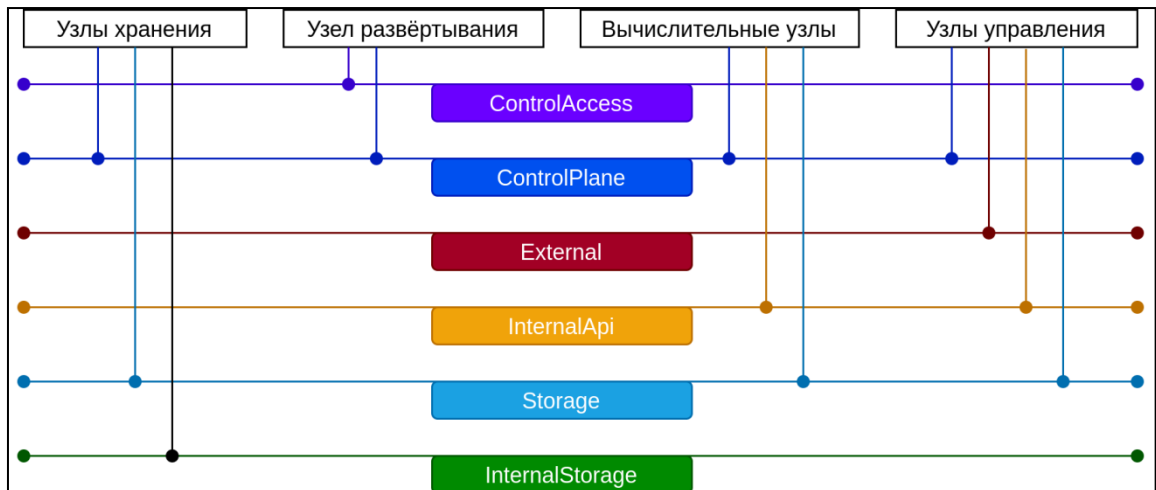 Узлы хранения
Узел развёртывания
Вычислительные узлы
Узлы управления
ControlAccess
ControlPlane
External
InternalApi
Storage
InternalStorage